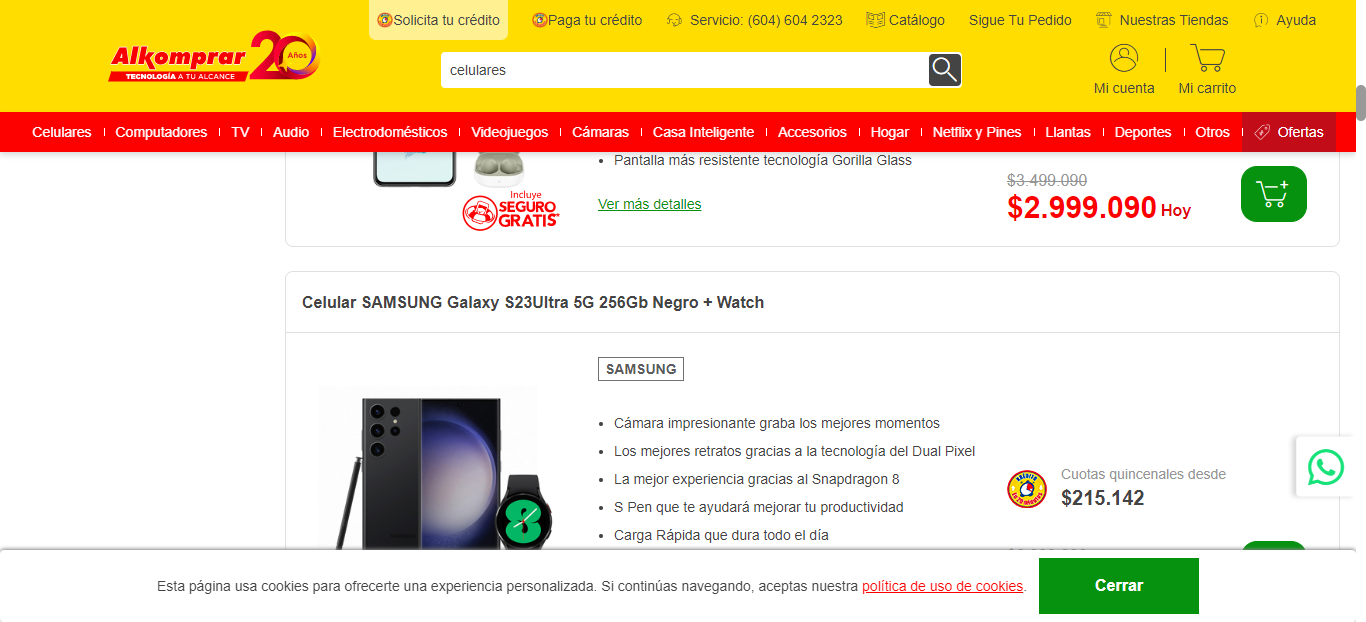 Solicita tu crédito
Paga tu crédito
Servicio: (604) 604 2323
Catálogo
Sigue Tu Pedido
Nuestras Tiendas
Ayuda
Alkomprar 20 Años
TECNOLOGÍA A TU ALCANCE
celulares
Mi cuenta
Mi carrito
Celulares
Computadores
TV
Audio
Electrodomésticos
Videojuegos
Cámaras
Casa Inteligente
Accesorios
Hogar
Netflix y Pines
Llantas
Deportes
Otros
Ofertas
• Pantalla más resistente tecnología Gorilla Glass
Incluye
SEGURO
GRATIS*
Ver más detalles
$3.499.090
$2.999.090 Hoy
Celular SAMSUNG Galaxy S23Ultra 5G 256Gb Negro + Watch
SAMSUNG
• Cámara impresionante graba los mejores momentos
• Los mejores retratos gracias a la tecnología del Dual Pixel
• La mejor experiencia gracias al Snapdragon 8
• S Pen que te ayudará mejorar tu productividad
• Carga Rápida que dura todo el día
Cuotas quincenales desde
$215.142
Esta página usa cookies para ofrecerte una experiencia personalizada. Si continúas navegando, aceptas nuestra política de uso de cookies.
Cerrar